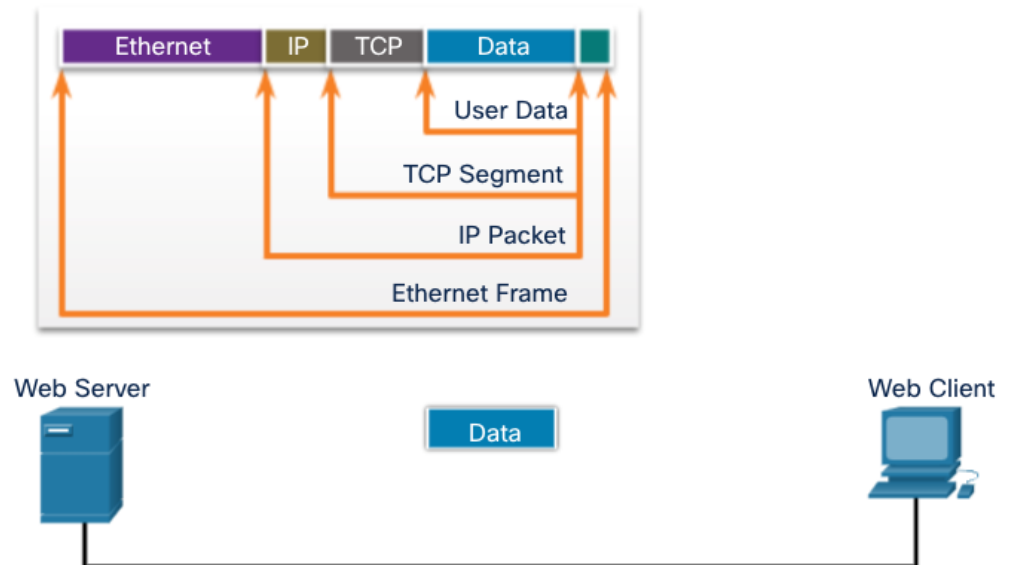 Ethernet IP TCP Data
User Data
TCP Segment
IP Packet
Ethernet Frame
Web Server
Web Client
Data